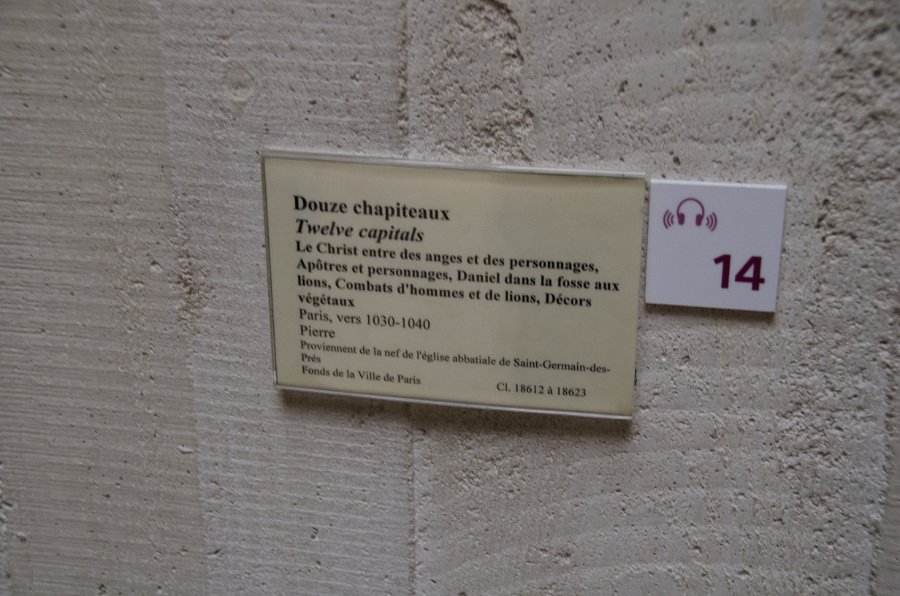 Douze chapiteaux
Twelve capitals
Le Christ entre des anges et des personnages,
Apôtres et personnages, Daniel dans la fosse aux
lions, Combats d'hommes et de lions, Décors
végétaux
Paris, vers 1030-1040
Pierre
Proviennent de la nef de l'église abbatiale de Saint-Germain-des-
Prés
Fonds de la Ville de Paris
Cl. 18612 à 18623
14